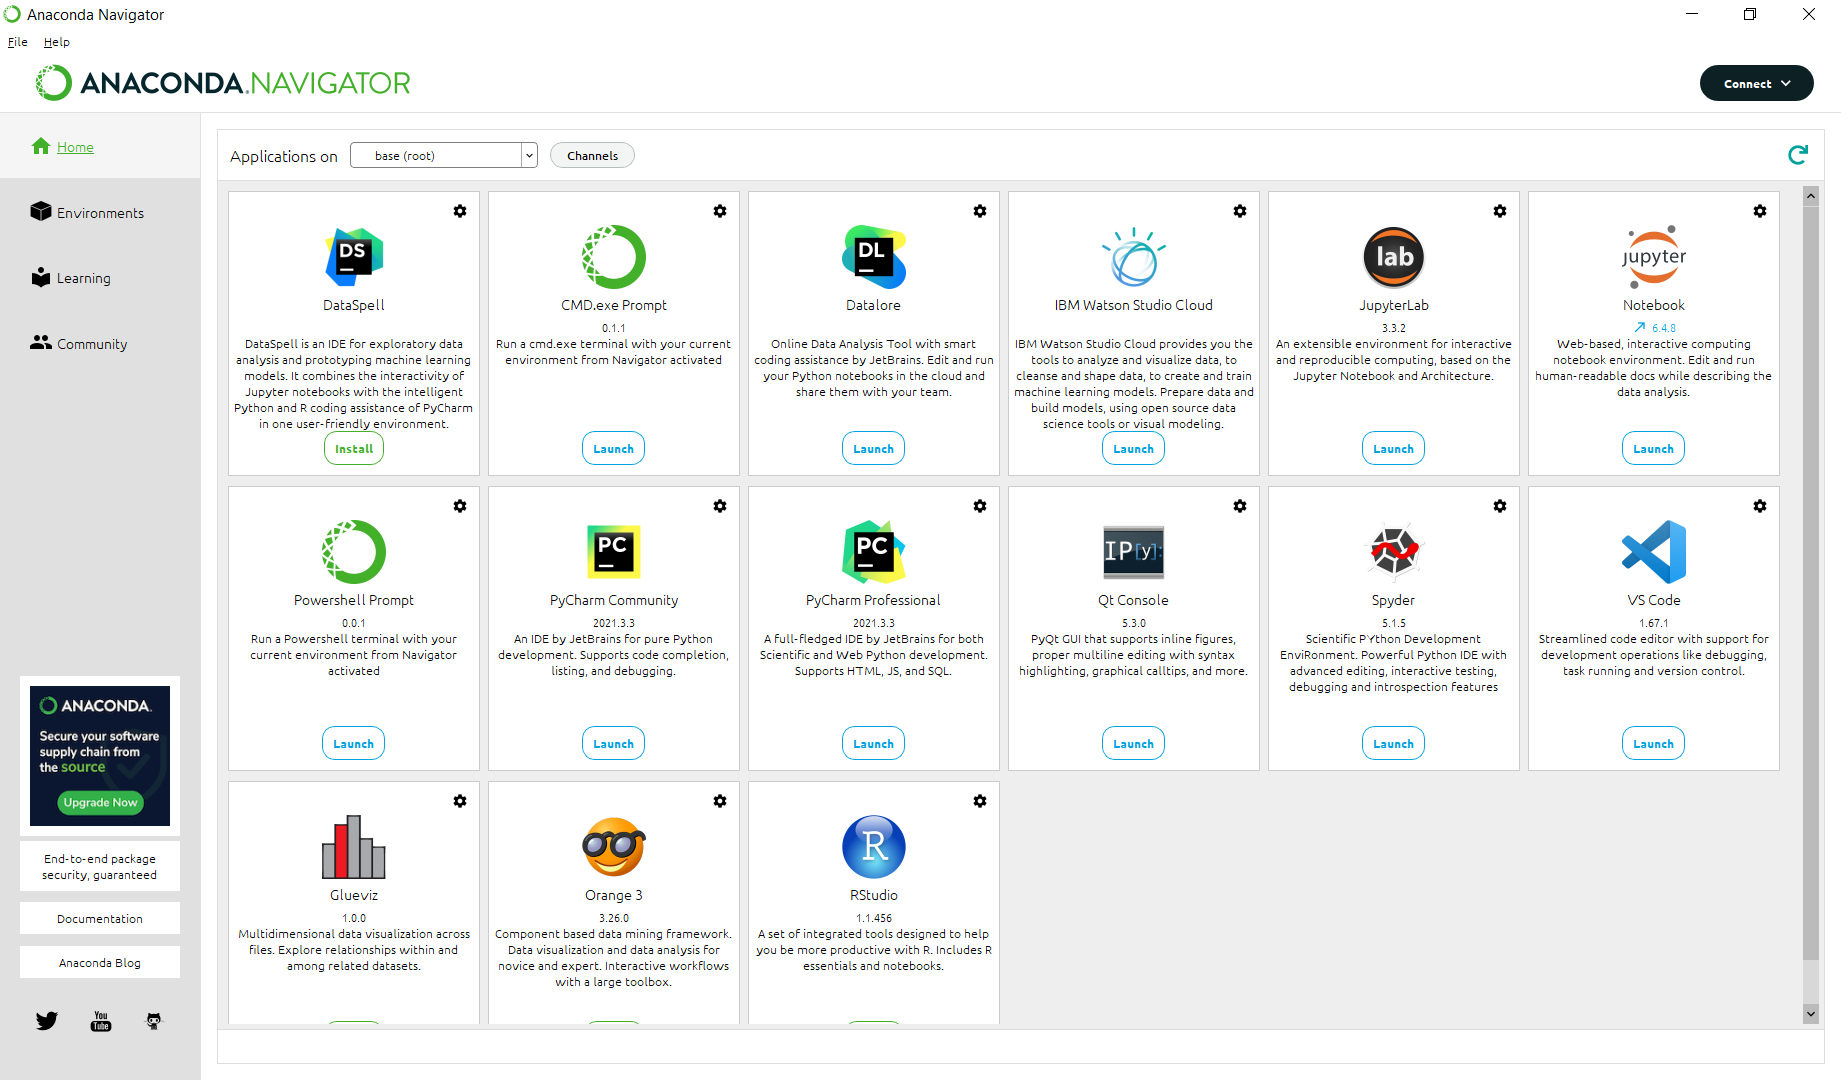 Anaconda Navigator
File Help
ANACONDA.NAVIGATOR
Connect
Home
Environments
Learning
Community
ANACONDA.
Secure your software
supply chain from
the source
Upgrade Now
End-to-end package
security, guaranteed
Documentation
Anaconda Blog
You
Tube
Applications on
base (root)
Channels
DS
DataSpell
DataSpell is an IDE for exploratory data
analysis and prototyping machine learning
models. It combines the interactivity of
Jupyter notebooks with the intelligent
Python and R coding assistance of PyCharm
in one user-friendly environment.
Install
CMD.exe Prompt
0.1.1
Run a cmd.exe terminal with your current
environment from Navigator activated
Launch
DL
Datalore
Online Data Analysis Tool with smart
coding assistance by JetBrains. Edit and run
your Python notebooks in the cloud and
share them with your team.
Launch
IBM Watson Studio Cloud
IBM Watson Studio Cloud provides you the
tools to analyze and visualize data, to
cleanse and shape data, to create and train
machine learning models. Prepare data and
build models, using open source data
science tools or visual modeling.
Launch
lab
JupyterLab
3.3.2
An extensible environment for interactive
and reproducible computing, based on the
Jupyter Notebook and Architecture.
Launch
jupyter
Notebook
6.4.8
Web-based, interactive computing
notebook environment. Edit and run
human-readable docs while describing the
data analysis.
Launch
Powershell Prompt
0.0.1
Run a Powershell terminal with your
current environment from Navigator
activated
Launch
PC
PyCharm Community
2021.3.3
An IDE by JetBrains for pure Python
development. Supports code completion,
listing, and debugging.
Launch
PC
PyCharm Professional
2021.3.3
A full-fledged IDE by JetBrains for both
Scientific and Web Python development.
Supports HTML, JS, and SQL.
Launch
IP[y]:
Qt Console
5.3.0
PyQt GUI that supports inline figures,
proper multiline editing with syntax
highlighting, graphical calltips, and more.
Launch
Spyder
5.1.5
Scientific PYthon Development
EnviRonment. Powerful Python IDE with
advanced editing, interactive testing,
debugging and introspection features
Launch
VS Code
1.67.1
Streamlined code editor with support for
development operations like debugging,
task running and version control.
Launch
Glueviz
1.0.0
Multidimensional data visualization across
files. Explore relationships within and
among related datasets.
Orange 3
3.26.0
Component based data mining framework.
Data visualization and data analysis for
novice and expert. Interactive workflows
with a large toolbox.
R
RStudio
1.1.456
A set of integrated tools designed to help
you be more productive with R. Includes R
essentials and notebooks.